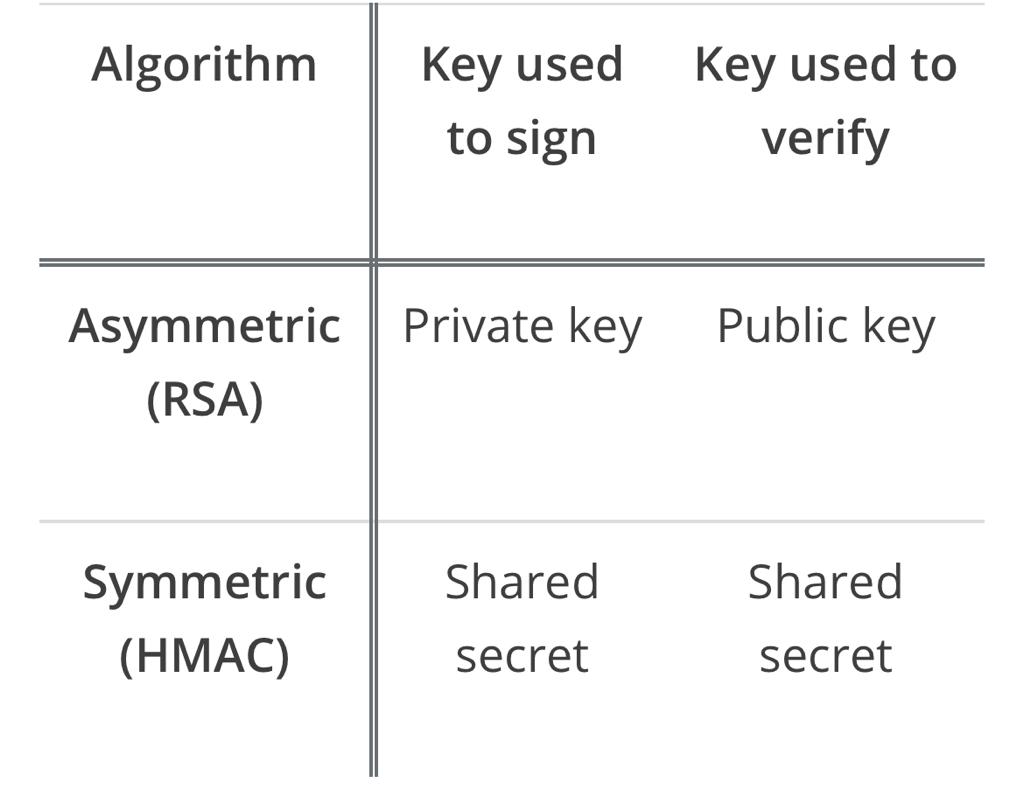 Algorithm
Key used
to sign
Key used to
verify
Asymmetric
(RSA)
Private key
Public key
Symmetric
(HMAC)
Shared
secret
Shared
secret